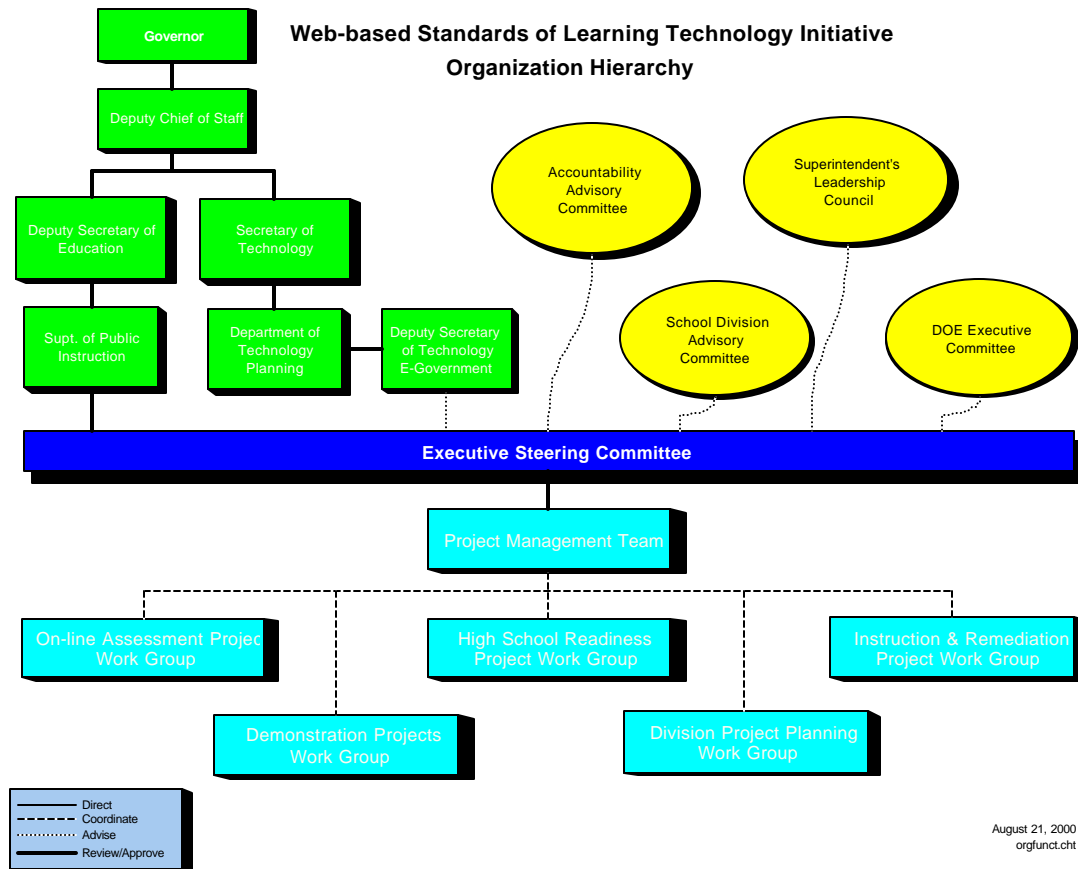 Web-based Standards of Learning Technology Initiative
Organization Hierarchy
Governor
Deputy Chief of Staff
Deputy Secretary of
Education
Secretary of
Technology
Supt. of Public
Instruction
Department of
Technology
Planning
Deputy Secretary
of Technology
E-Government
Accountability
Advisory
Committee
Superintendent's
Leadership
Council
School Division
Advisory
Committee
DOE Executive
Committee
Executive Steering Committee
Project Management Team
On-line Assessment Projec
Work Group
High School Readiness
Project Work Group
Instruction & Remediation
Project Work Group
Demonstration Projects
Work Group
Division Project Planning
Work Group
Direct
Coordinate
Advise
Review/Approve
August 21, 2000
orgfunct.cht